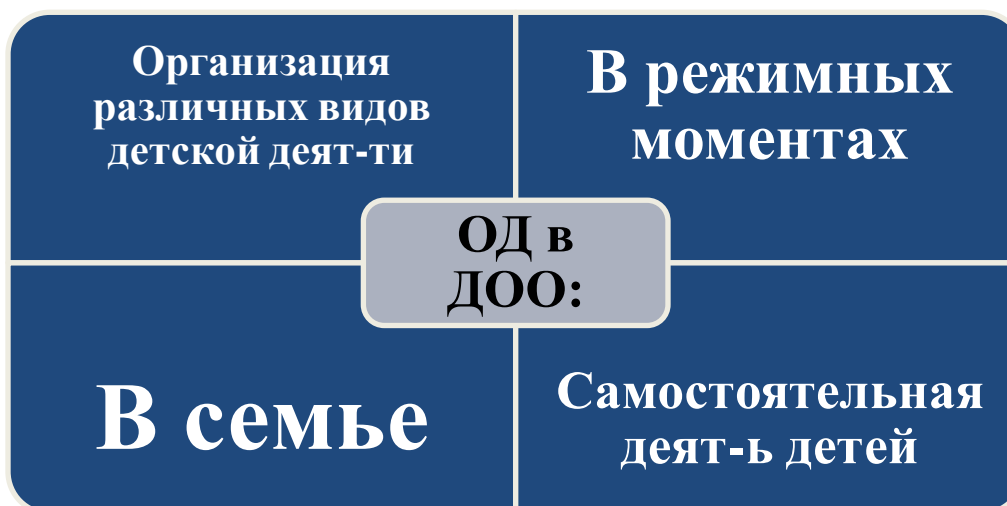 Организация
различных видов
детской деят-ти
В режимных
моментах
ОД в
ДОО:
В семье
Самостоятельная
деят-ь детей